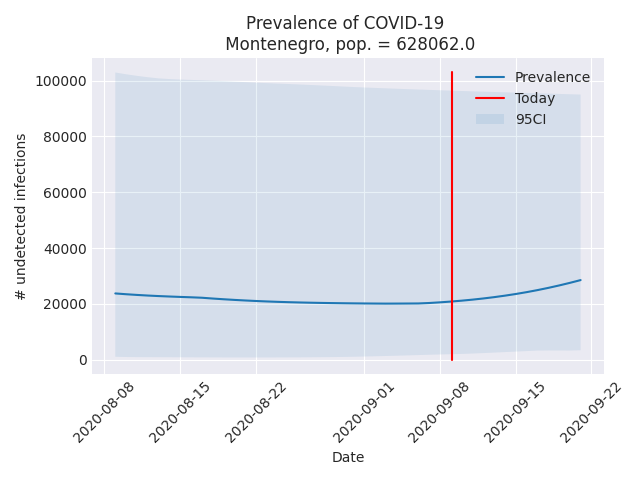 Prevalence of COVID-19
Montenegro, pop. = 628062.0
Prevalence
Today
95CI
100000
80000
60000
40000
20000
0
# undetected infections
2020-08-08
2020-08-15
2020-08-22
2020-09-01
2020-09-08
2020-09-15
2020-09-22
Date